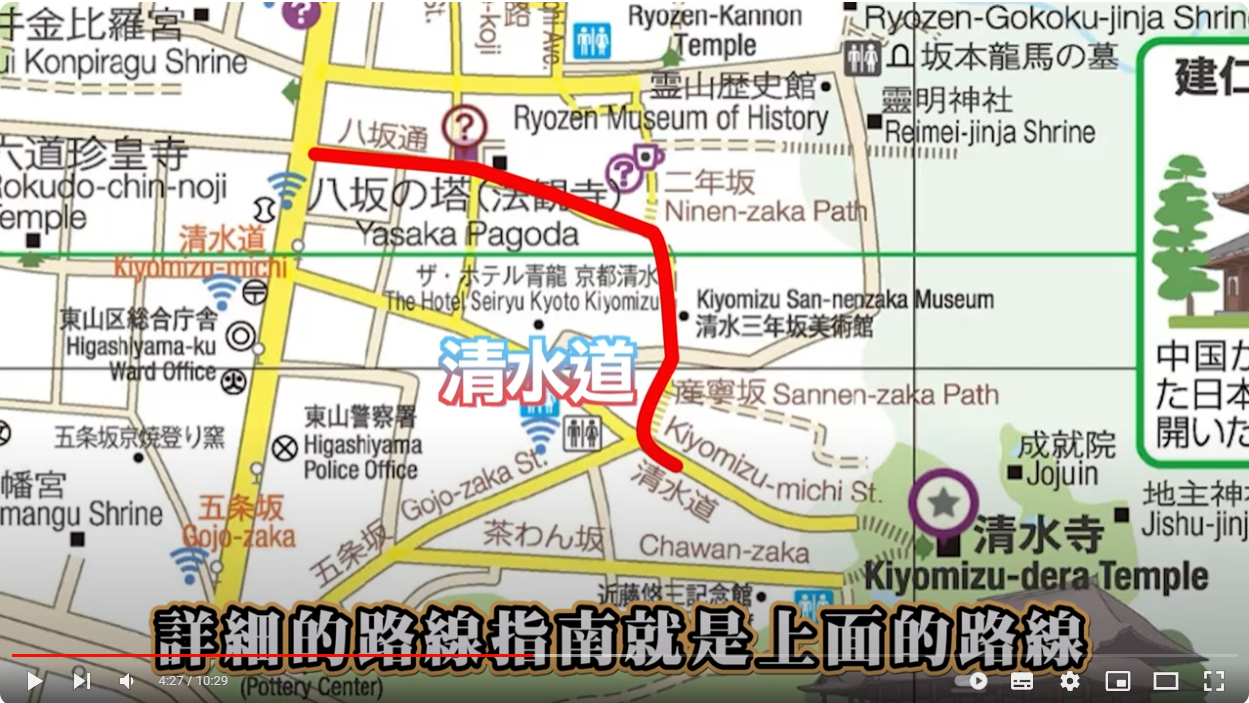 井金比羅宮
ui Konpiragu Shrine
St.
-koji
路
Ave.
Ryozen-Kannon
Temple
Ryozen-Gokoku-jinja Shrin
坂本龍馬の墓
建仁
霊山歴史館
Ryozen Museum of History
靈明神社
Reimei-jinja Shrine
八坂通
六道珍皇寺
Rokudo-chin-noji
Temple
八坂の塔(法観寺)
Yasaka Pagoda
二年坂
Ninen-zaka Path
清水道
Kiyomizu-michi
ザ・ホテル青龍 京都清水
The Hotel Seiryu Kyoto Kiyomizu
Kiyomizu San-nenzaka Museum
清水三年坂美術館
東山区総合庁舎
Higashiyama-ku
Ward Office
清水道
中国か
た日本
開いた
産寧坂 Sannen-zaka Path
東山警察署
Higashiyama
Police Office
五条坂京焼登り窯
Kiyomizu-michi St.
清水道
成就院
Jojuin
幡宮
mangu Shrine
五条坂
Gojo-zaka
五条坂 Gojo-zaka St.
茶わん坂 Chawan-zaka
地主神社
Jishu-jinj
清水寺
Kiyomizu-dera Temple
近藤悠三記念館
詳細的路線指南就是上面的路線
(Pottery Center)
4:27 / 10:29